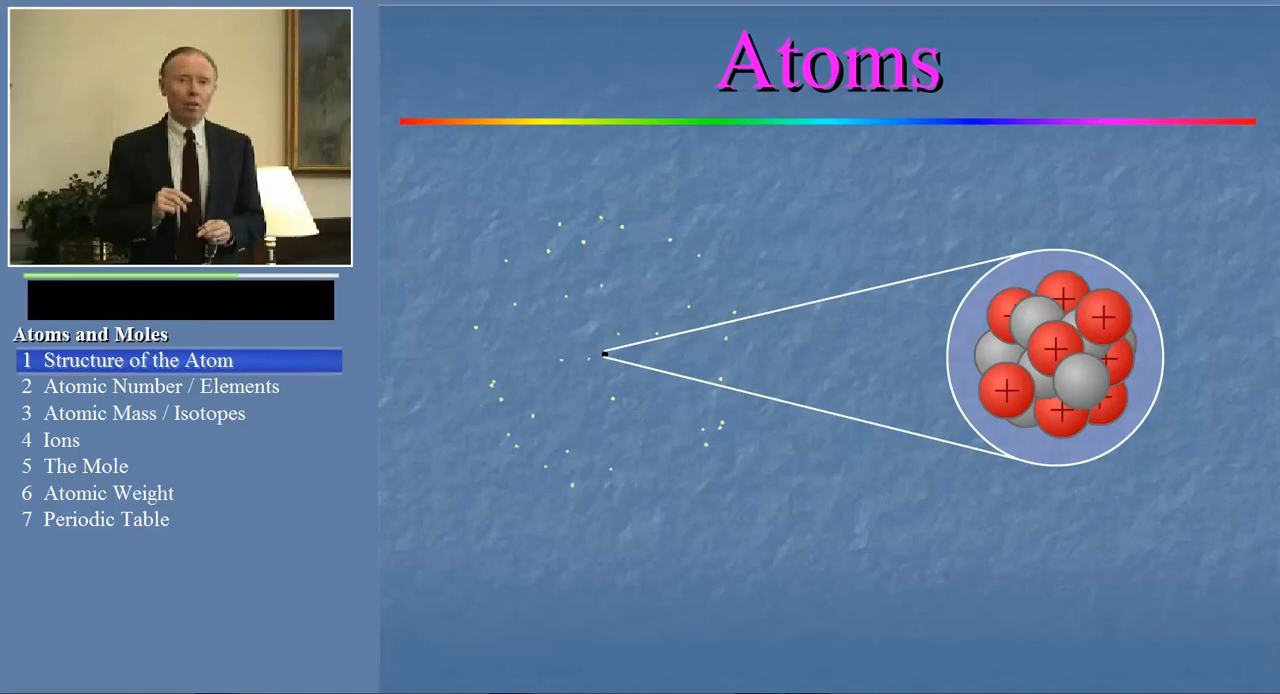 Atoms
Atoms and Moles
1 Structure of the Atom
2 Atomic Number / Elements
3 Atomic Mass / Isotopes
4 Ions
5 The Mole
6 Atomic Weight
7 Periodic Table
+ + + + + + + +